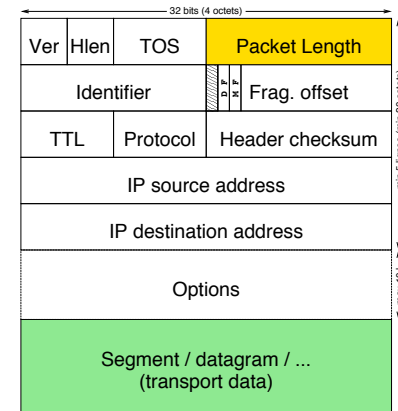 32 bits (4 octets)
Ver Hlen TOS Packet Length
Identifier D F M F Frag. offset
TTL Protocol Header checksum
IP source address
IP destination address
Options
Segment / datagram / ...
(transport data)